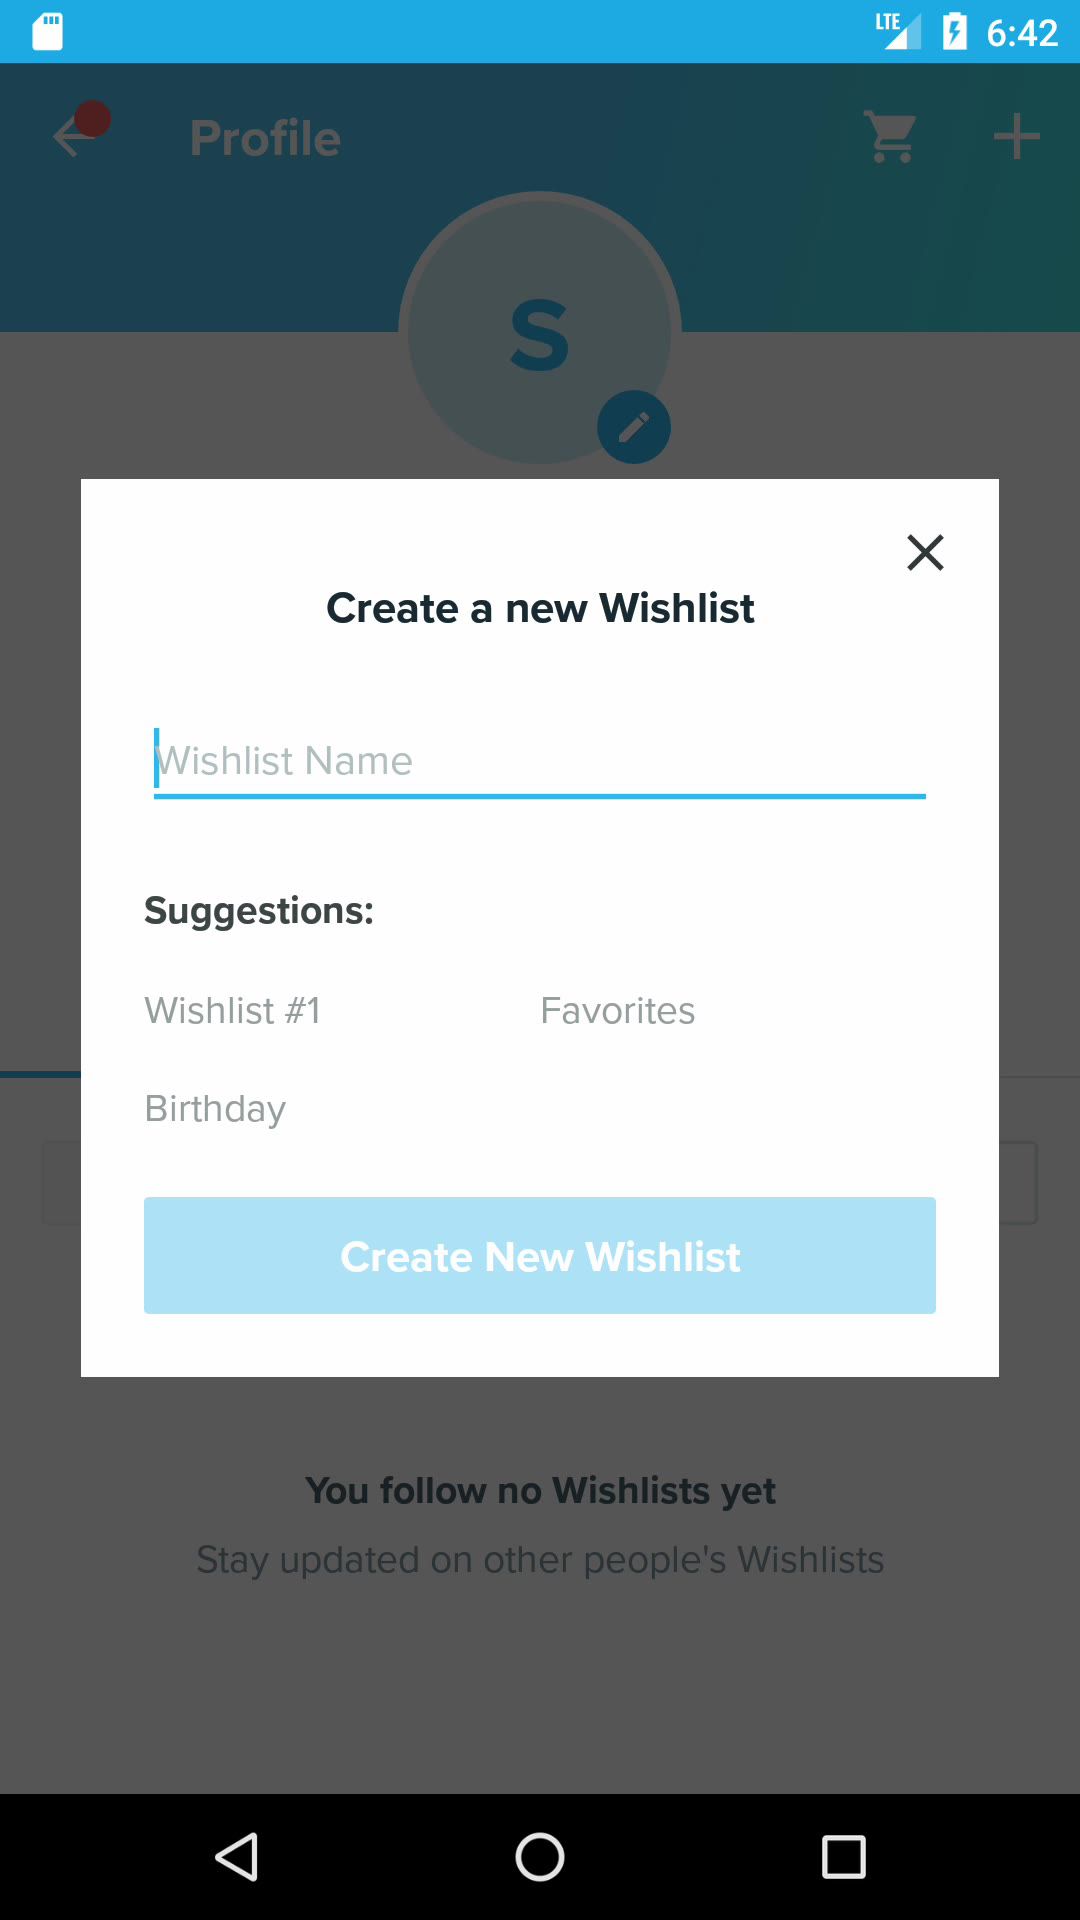 LTE 6:42
Profile
S
Create a new Wishlist
Wishlist Name
Suggestions:
Wishlist #1 Favorites
Birthday
Create New Wishlist
You follow no Wishlists yet
Stay updated on other people's Wishlists